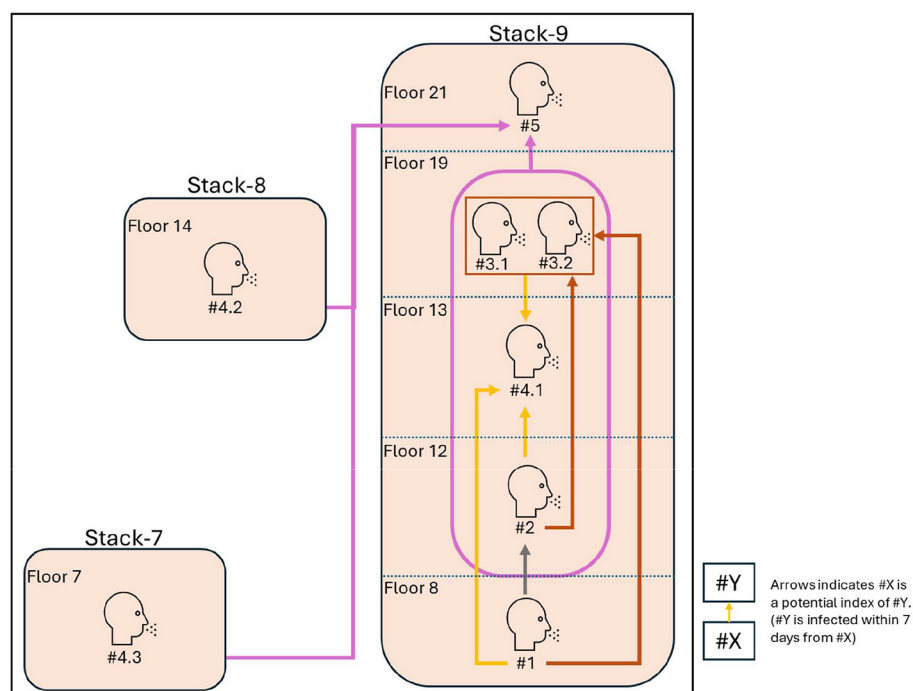 Stack-9
Floor 21
#5
Floor 19
Stack-8
Floor 14
#3.1
#3.2
#4.2
Floor 13
#4.1
Floor 12
#2
Stack-7
Floor 7
Floor 8
#4.3
#1
#Y
#X
Arrows indicates #X is
a potential index of #Y.
(#Y is infected within 7
days from #X)